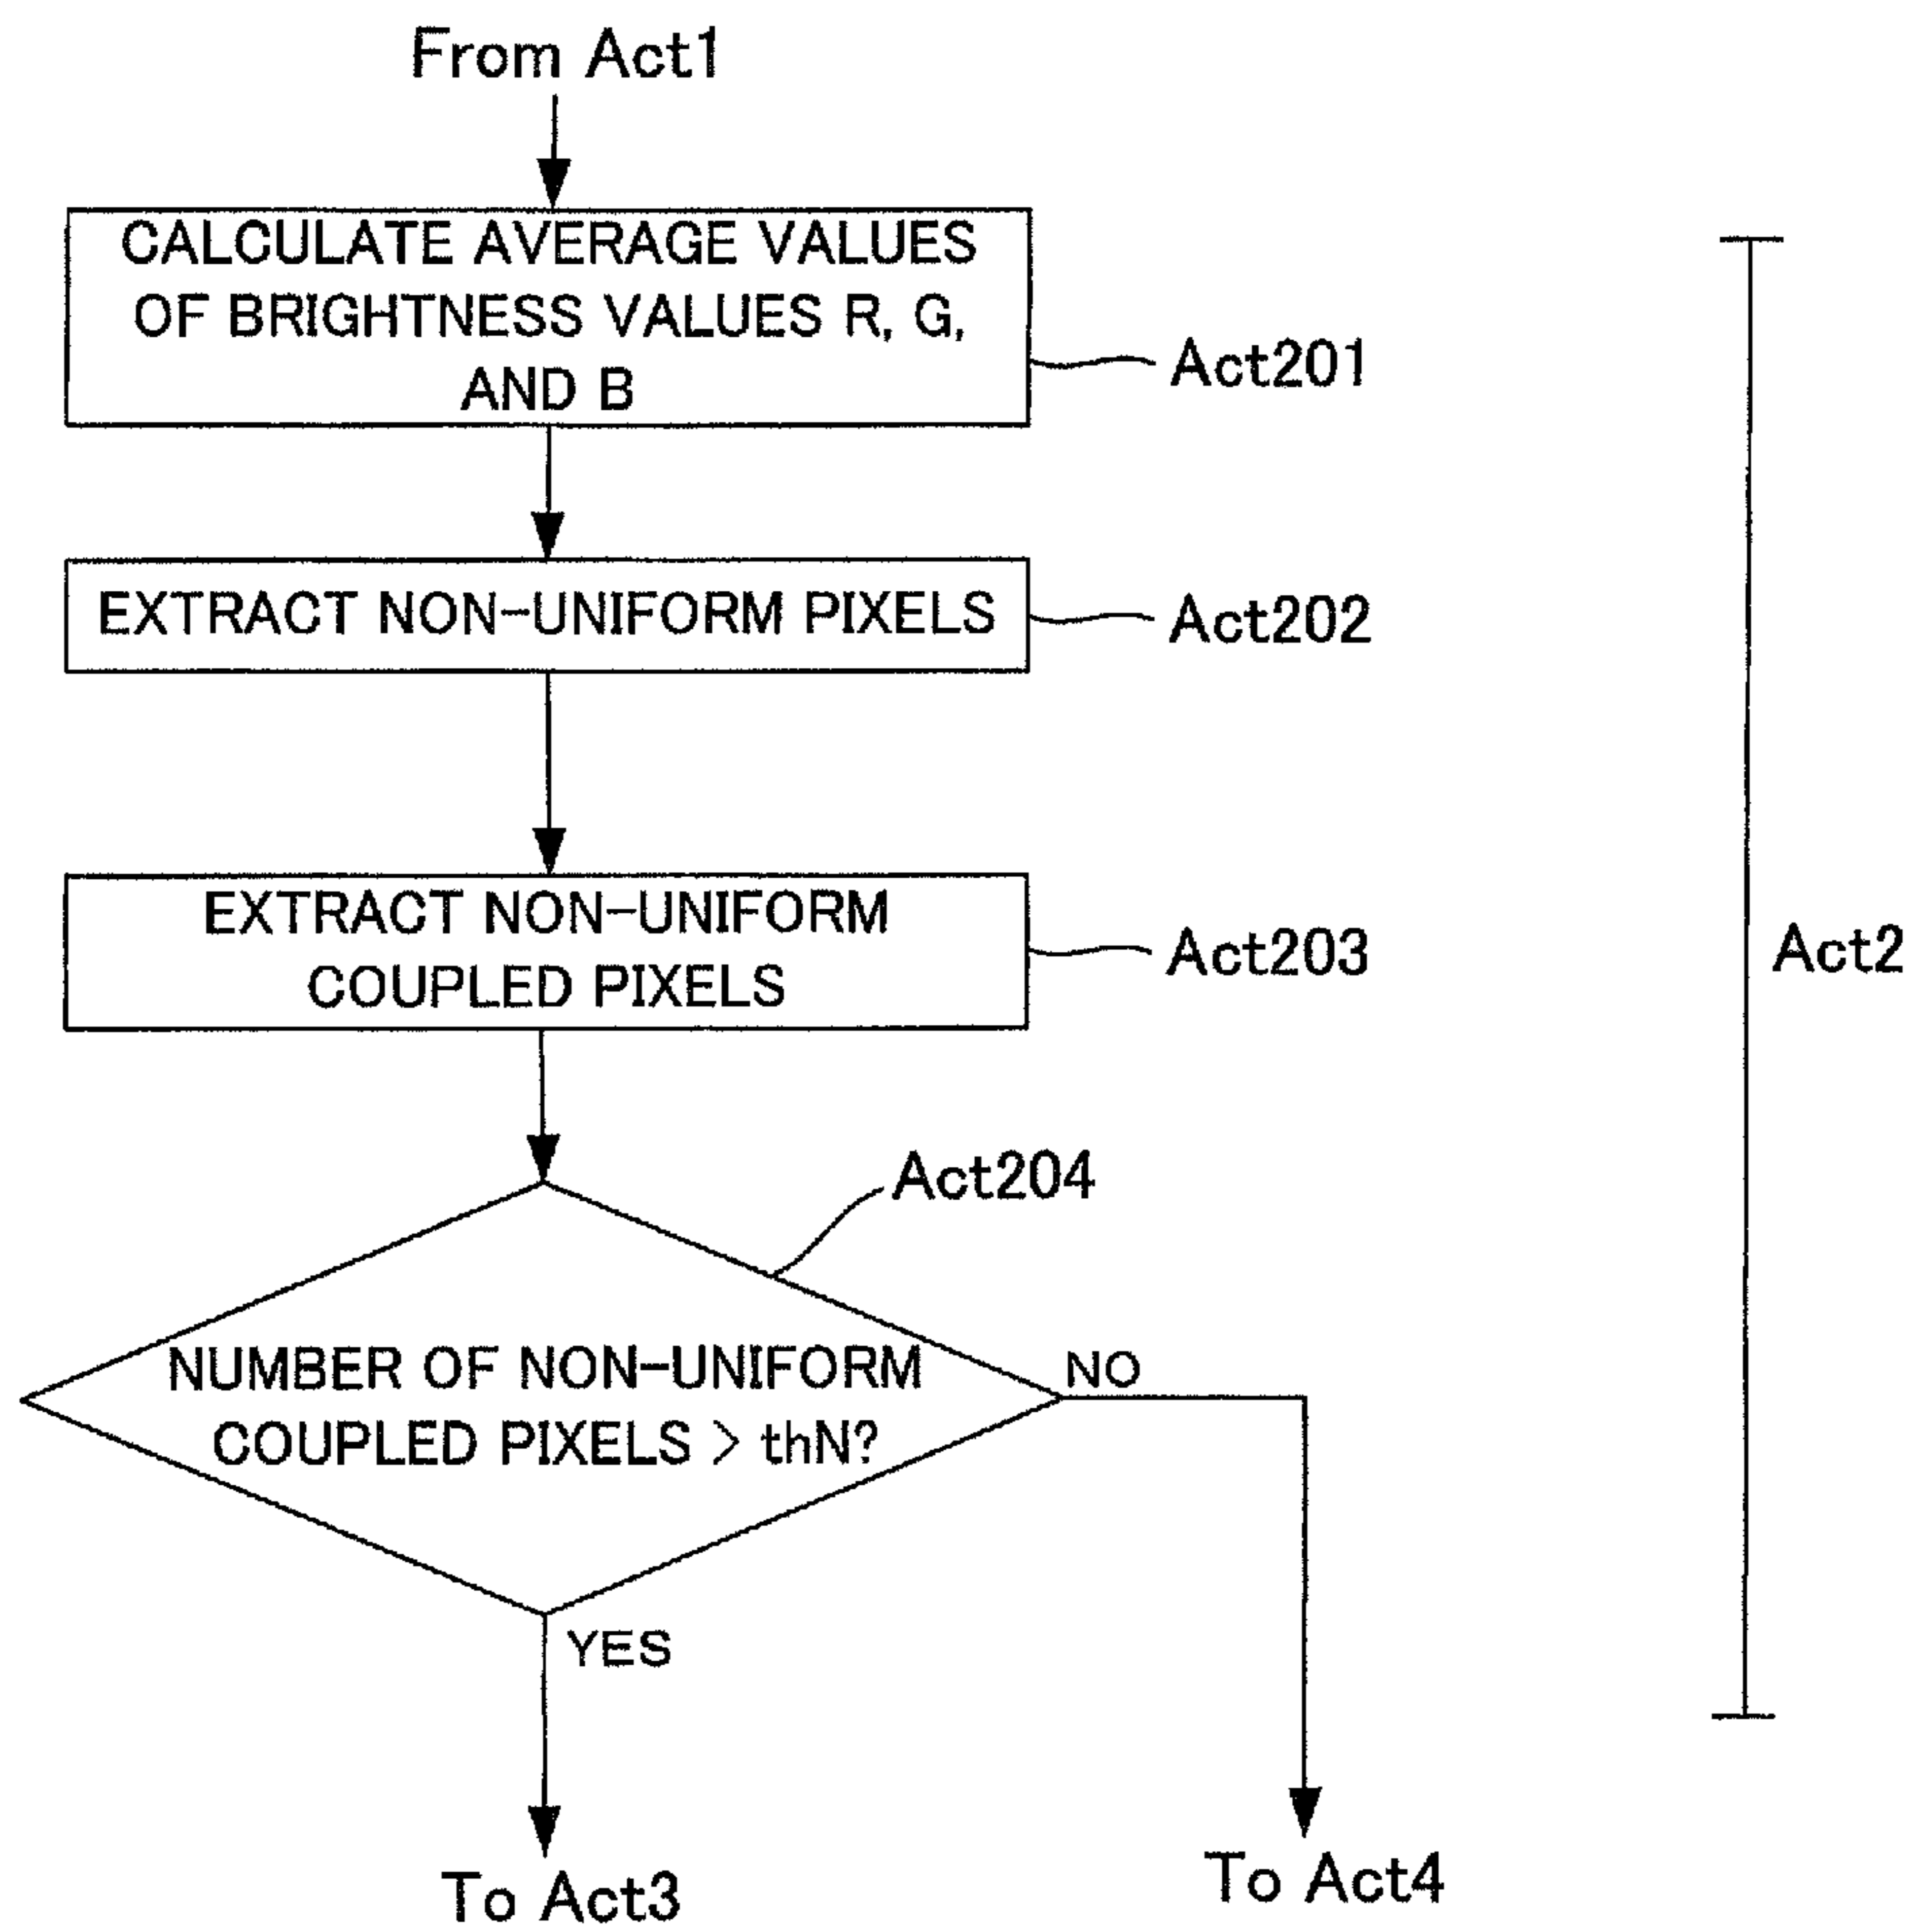 From Act1
CALCULATE AVERAGE VALUES
OF BRIGHTNESS VALUES R, G,
AND B
Act201
EXTRACT NON-UNIFORM PIXELS
Act202
EXTRACT NON-UNIFORM
COUPLED PIXELS
Act203
Act2
Act204
NUMBER OF NON-UNIFORM
COUPLED PIXELS > thN?
NO
YES
To Act3
To Act4